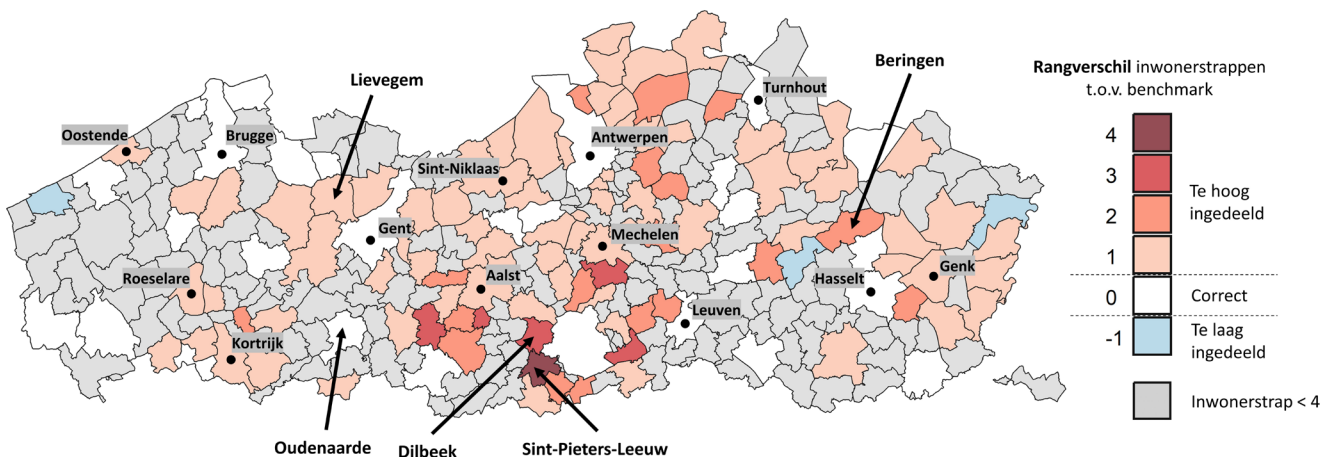 Lievegem
Beringen
Turnhout
Oostende
Brugge
Antwerpen
Sint-Niklaas
Gent
Mechelen
Roeselare
Aalst
Hasselt
Genk
Leuven
Kortrijk
Oudenaarde
Dilbeek
Sint-Pieters-Leeuw
Rangverschil inwonerstrappen
t.o.v. benchmark
4
3
2
1
Te hoog
ingedeeld
0
Correct
-1
Te laag
ingedeeld
Inwonerstrap < 4